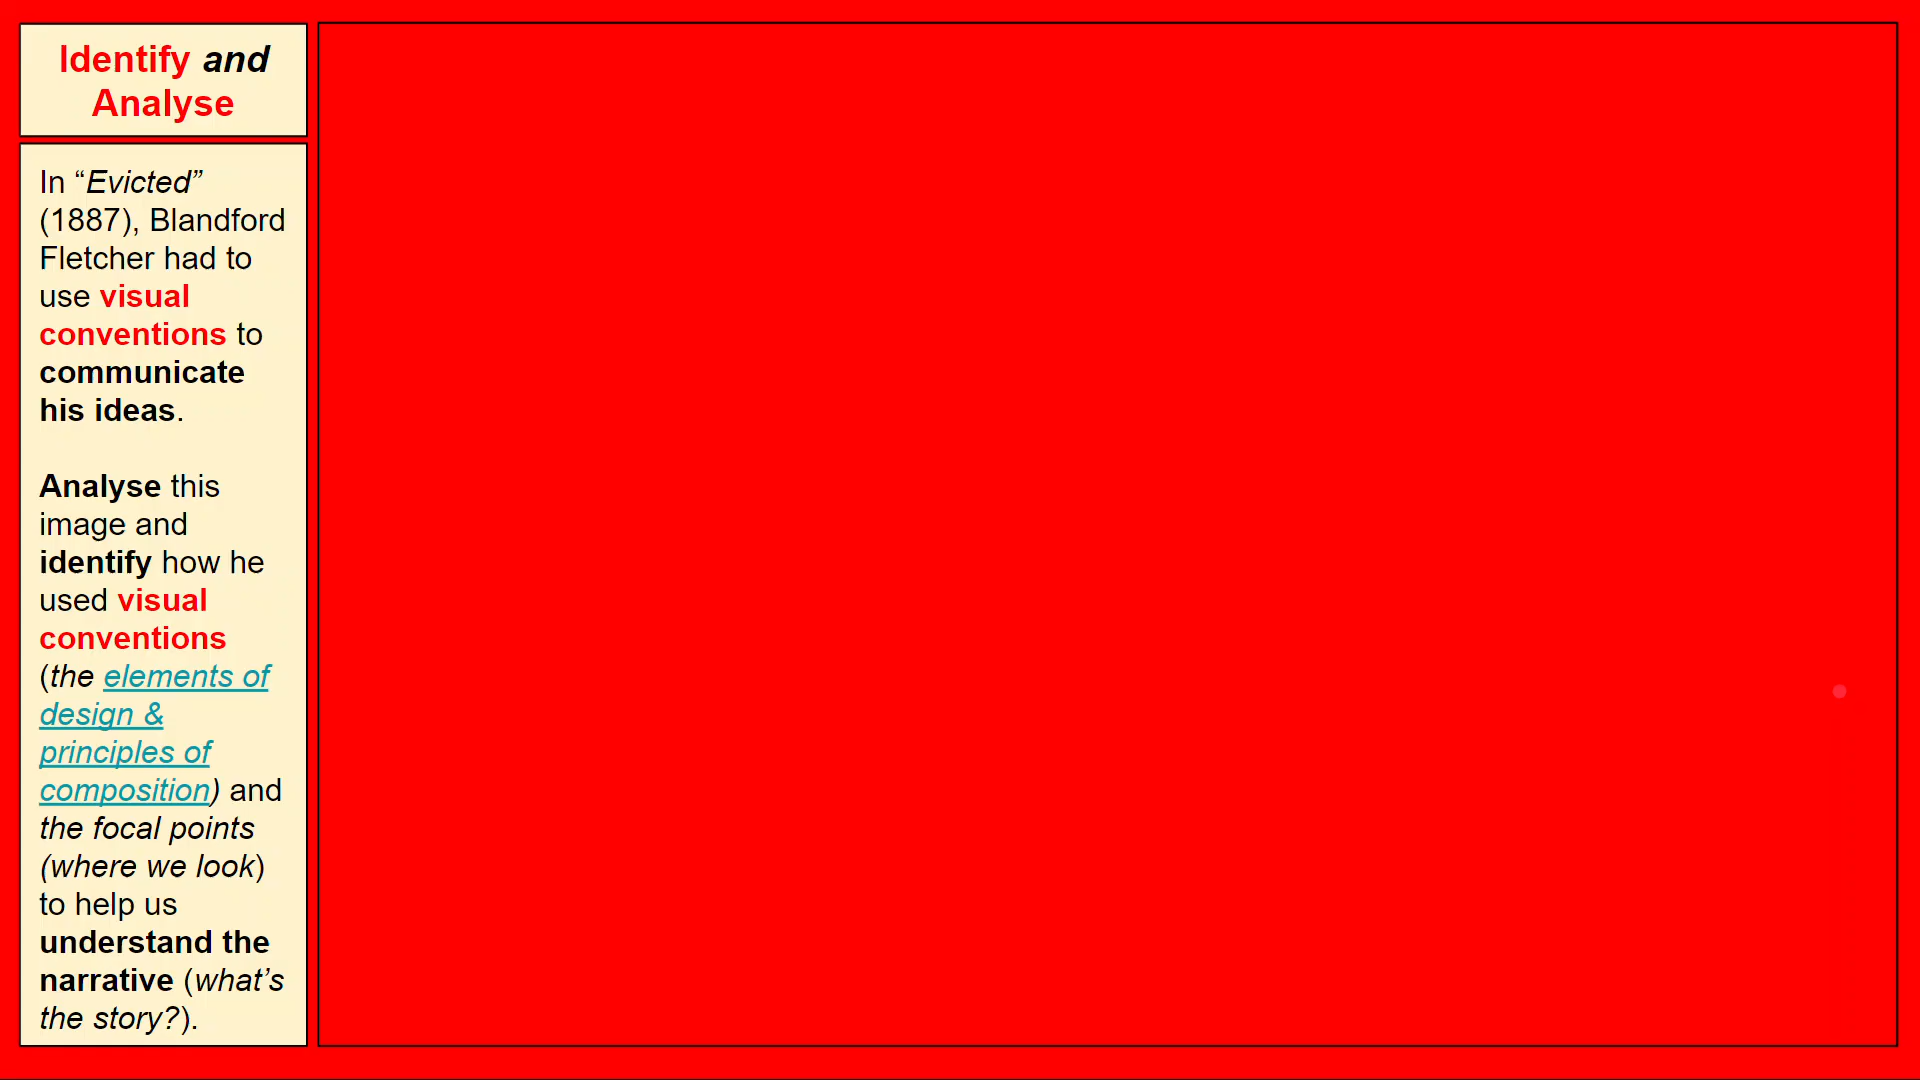 Identify and
Analyse
In “Evicted”
(1887), Blandford
Fletcher had to
use visual
conventions to
communicate
his ideas.
Analyse this
image and
identify how he
used visual
conventions
(the elements of
design &
principles of
composition) and
the focal points
(where we look)
to help us
understand the
narrative (what’s
the story?).